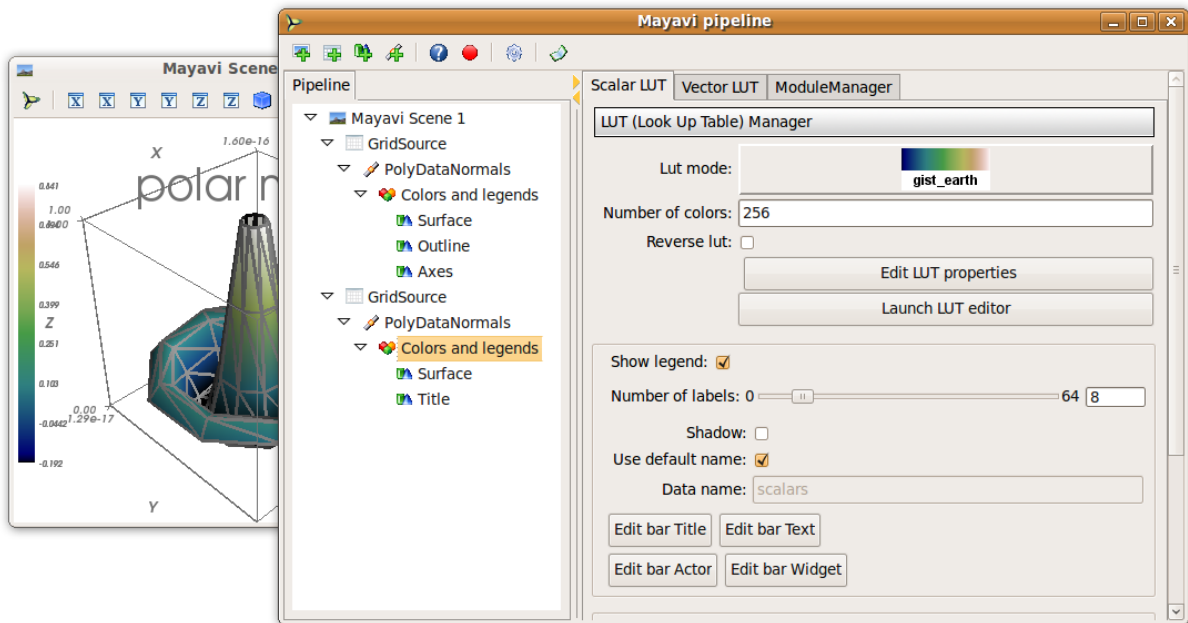 Mayavi pipeline
Mayavi Scene
X X Y Y Z Z
1.60e-16
X
polar
0.841
1.00
0.546
0.399
Z
0.251
0.103
0.00
-0.0442
1.29e-17
-0.192
Y
Pipeline
Mayavi Scene 1
GridSource
PolyDataNormals
Colors and legends
Surface
Outline
Axes
GridSource
PolyDataNormals
Colors and legends
Surface
Title
Scalar LUT Vector LUT ModuleManager
LUT (Look Up Table) Manager
Lut mode: gist_earth
Number of colors: 256
Reverse lut:
Edit LUT properties
Launch LUT editor
Show legend:
Number of labels: 0 64 8
Shadow:
Use default name:
Data name: scalars
Edit bar Title Edit bar Text
Edit bar Actor Edit bar Widget